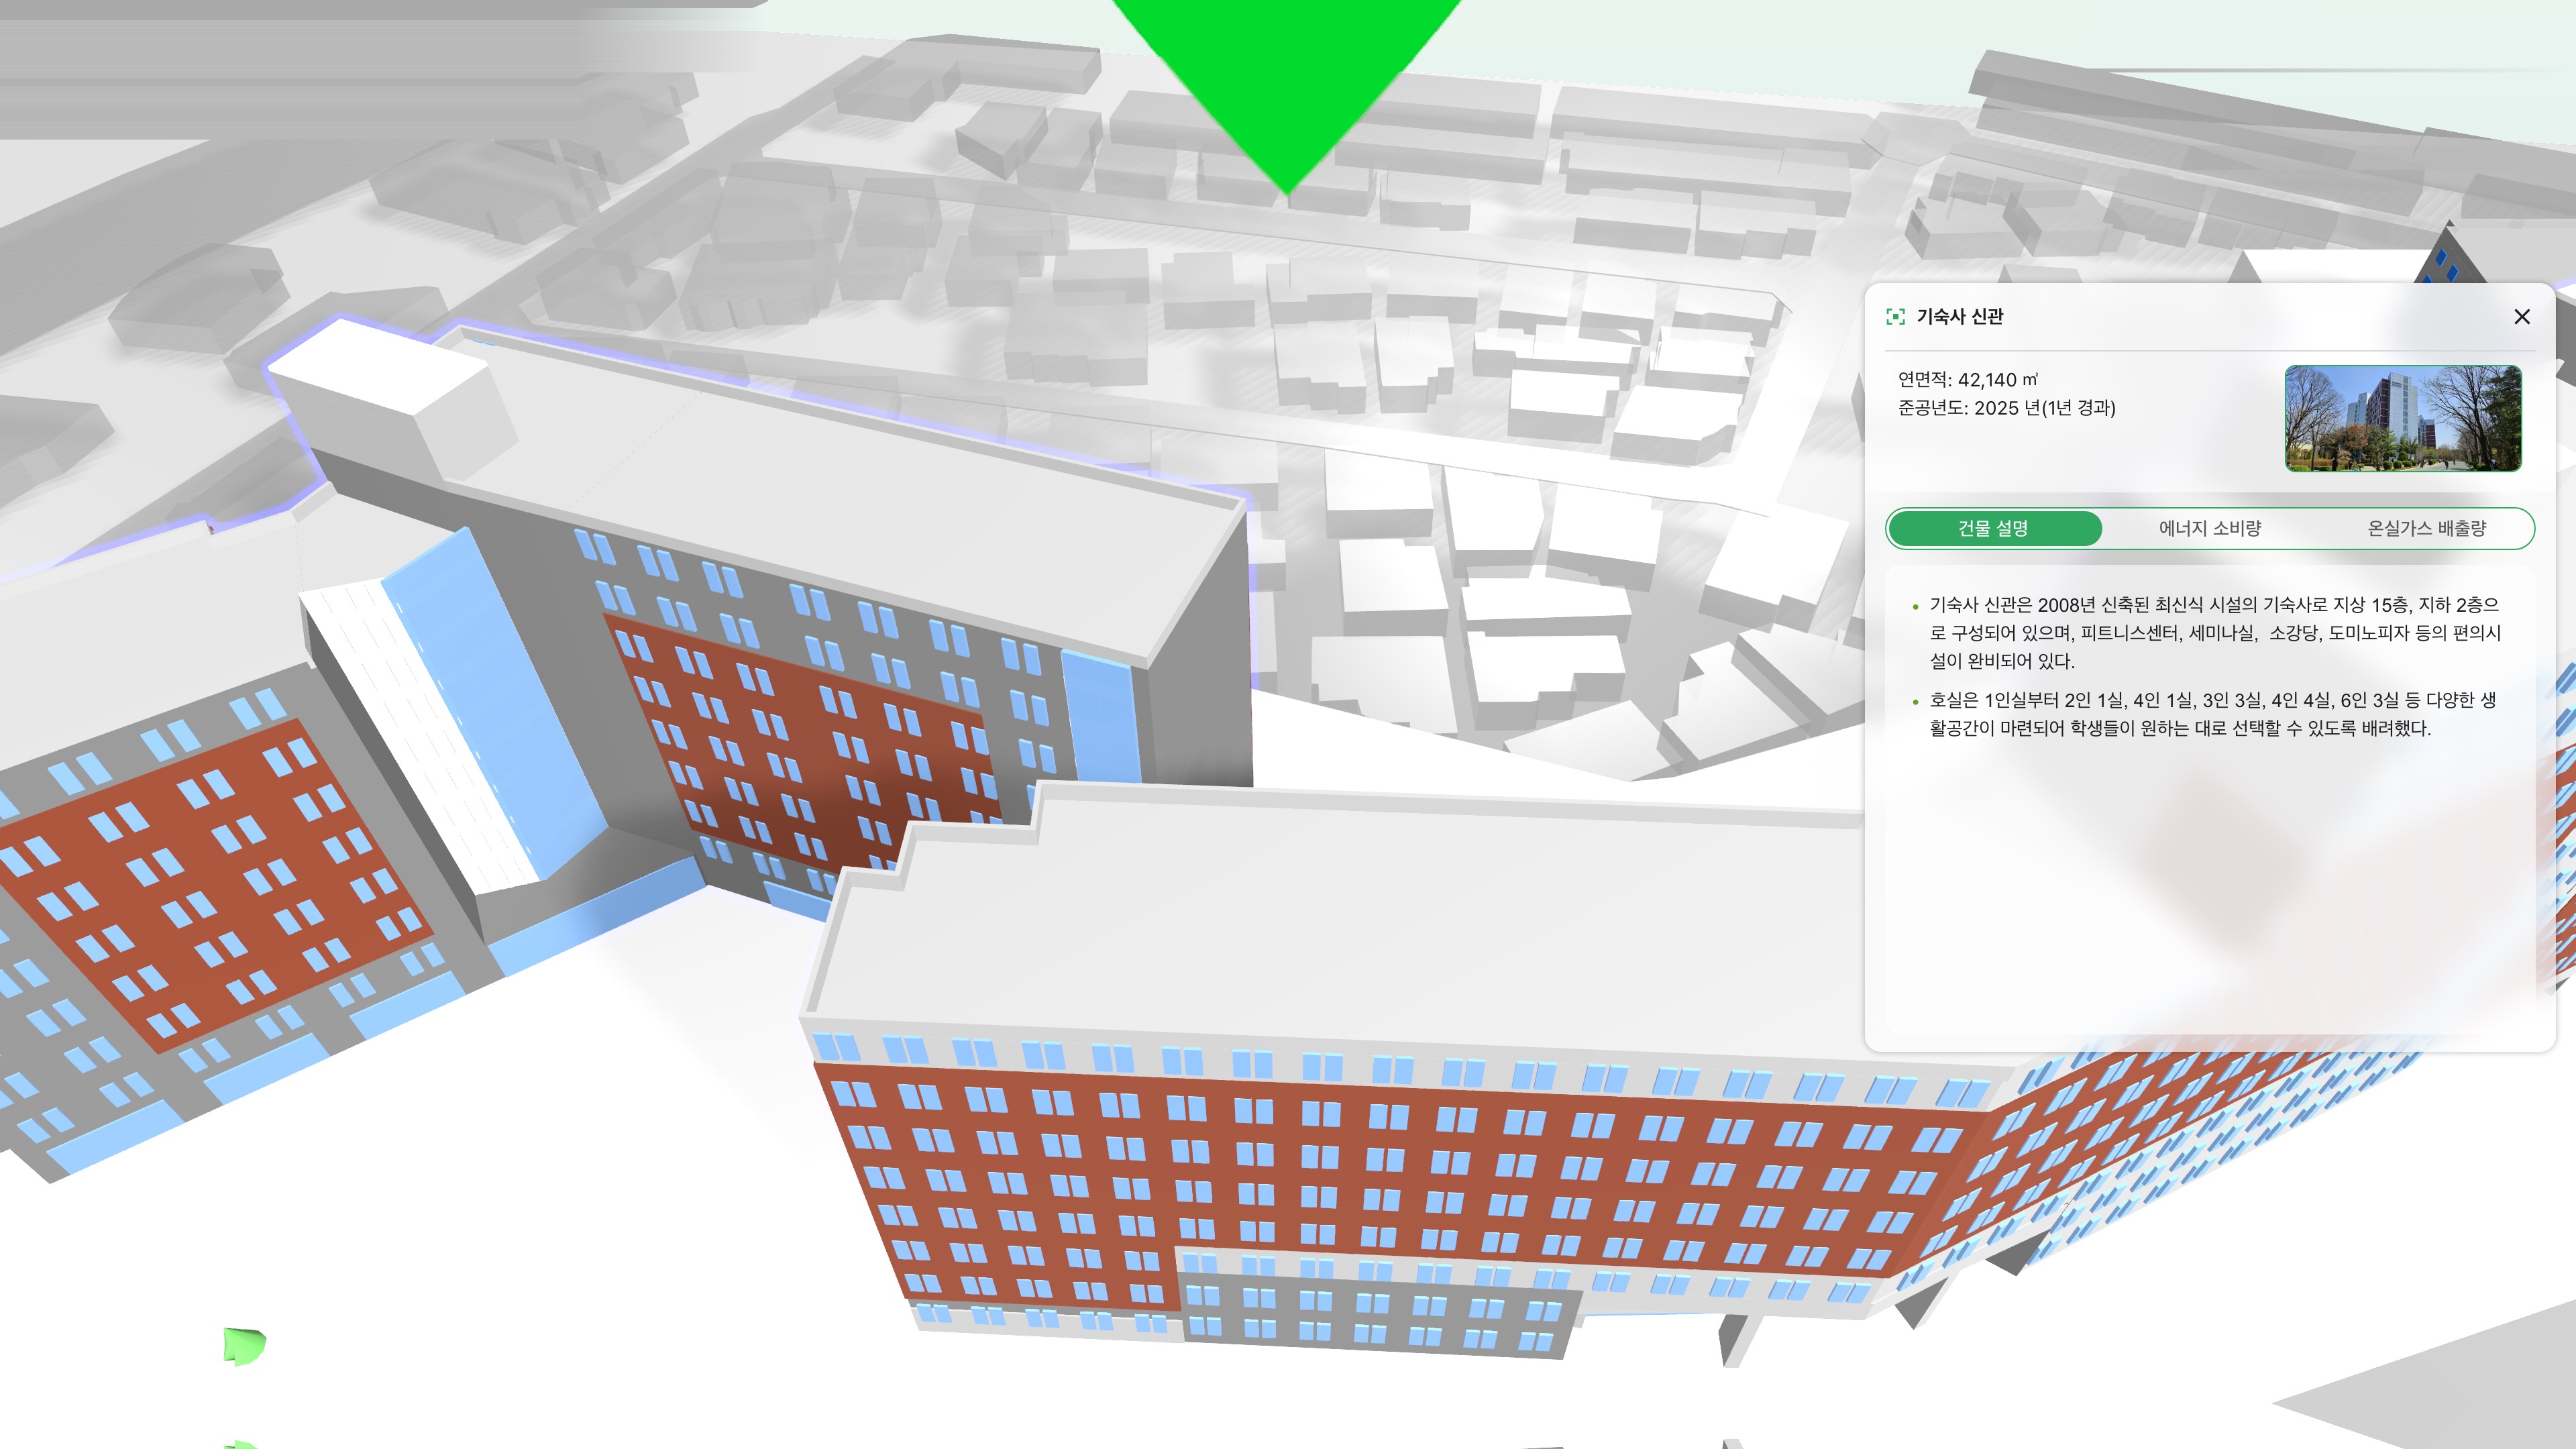 기숙사 신관
연면적: 42,140 ㎡
준공년도: 2025 년(1년 경과)
건물 설명
에너지 소비량
온실가스 배출량
기숙사 신관은 2008년 신축된 최신식 시설의 기숙사로 지상 15층, 지하 2층으
로 구성되어 있으며, 피트니스센터, 세미나실, 소강당, 도미노피자 등의 편의시
설이 완비되어 있다.
호실은 1인실부터 2인 1실, 4인 1실, 3인 3실, 4인 4실, 6인 3실 등 다양한 생
활공간이 마련되어 학생들이 원하는 대로 선택할 수 있도록 배려했다.